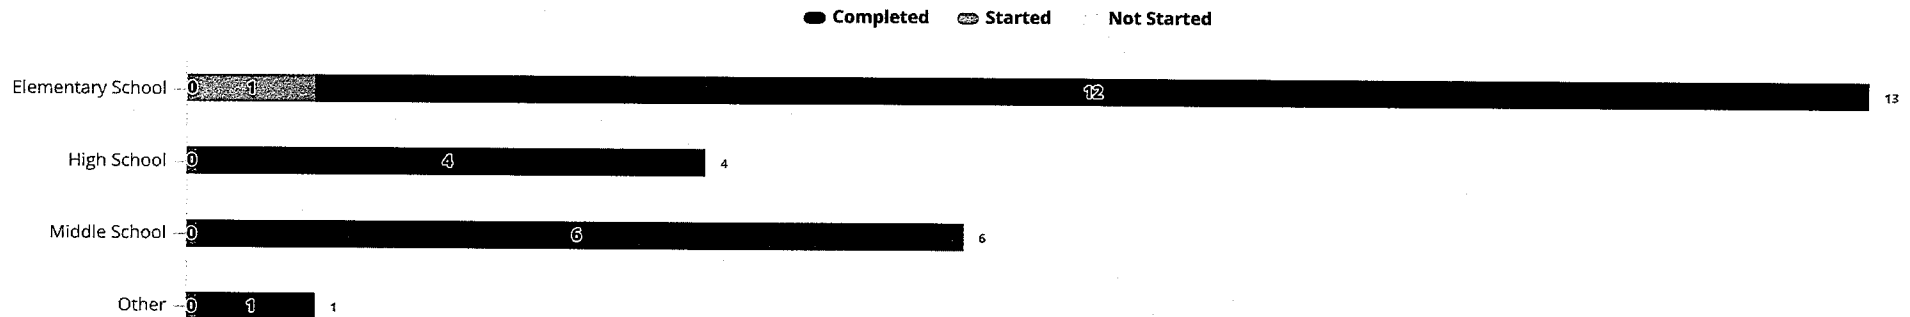 Completed Started Not Started
Elementary School 0 1 12 13
High School 0 4 4
Middle School 0 6 6
Other 0 1 1